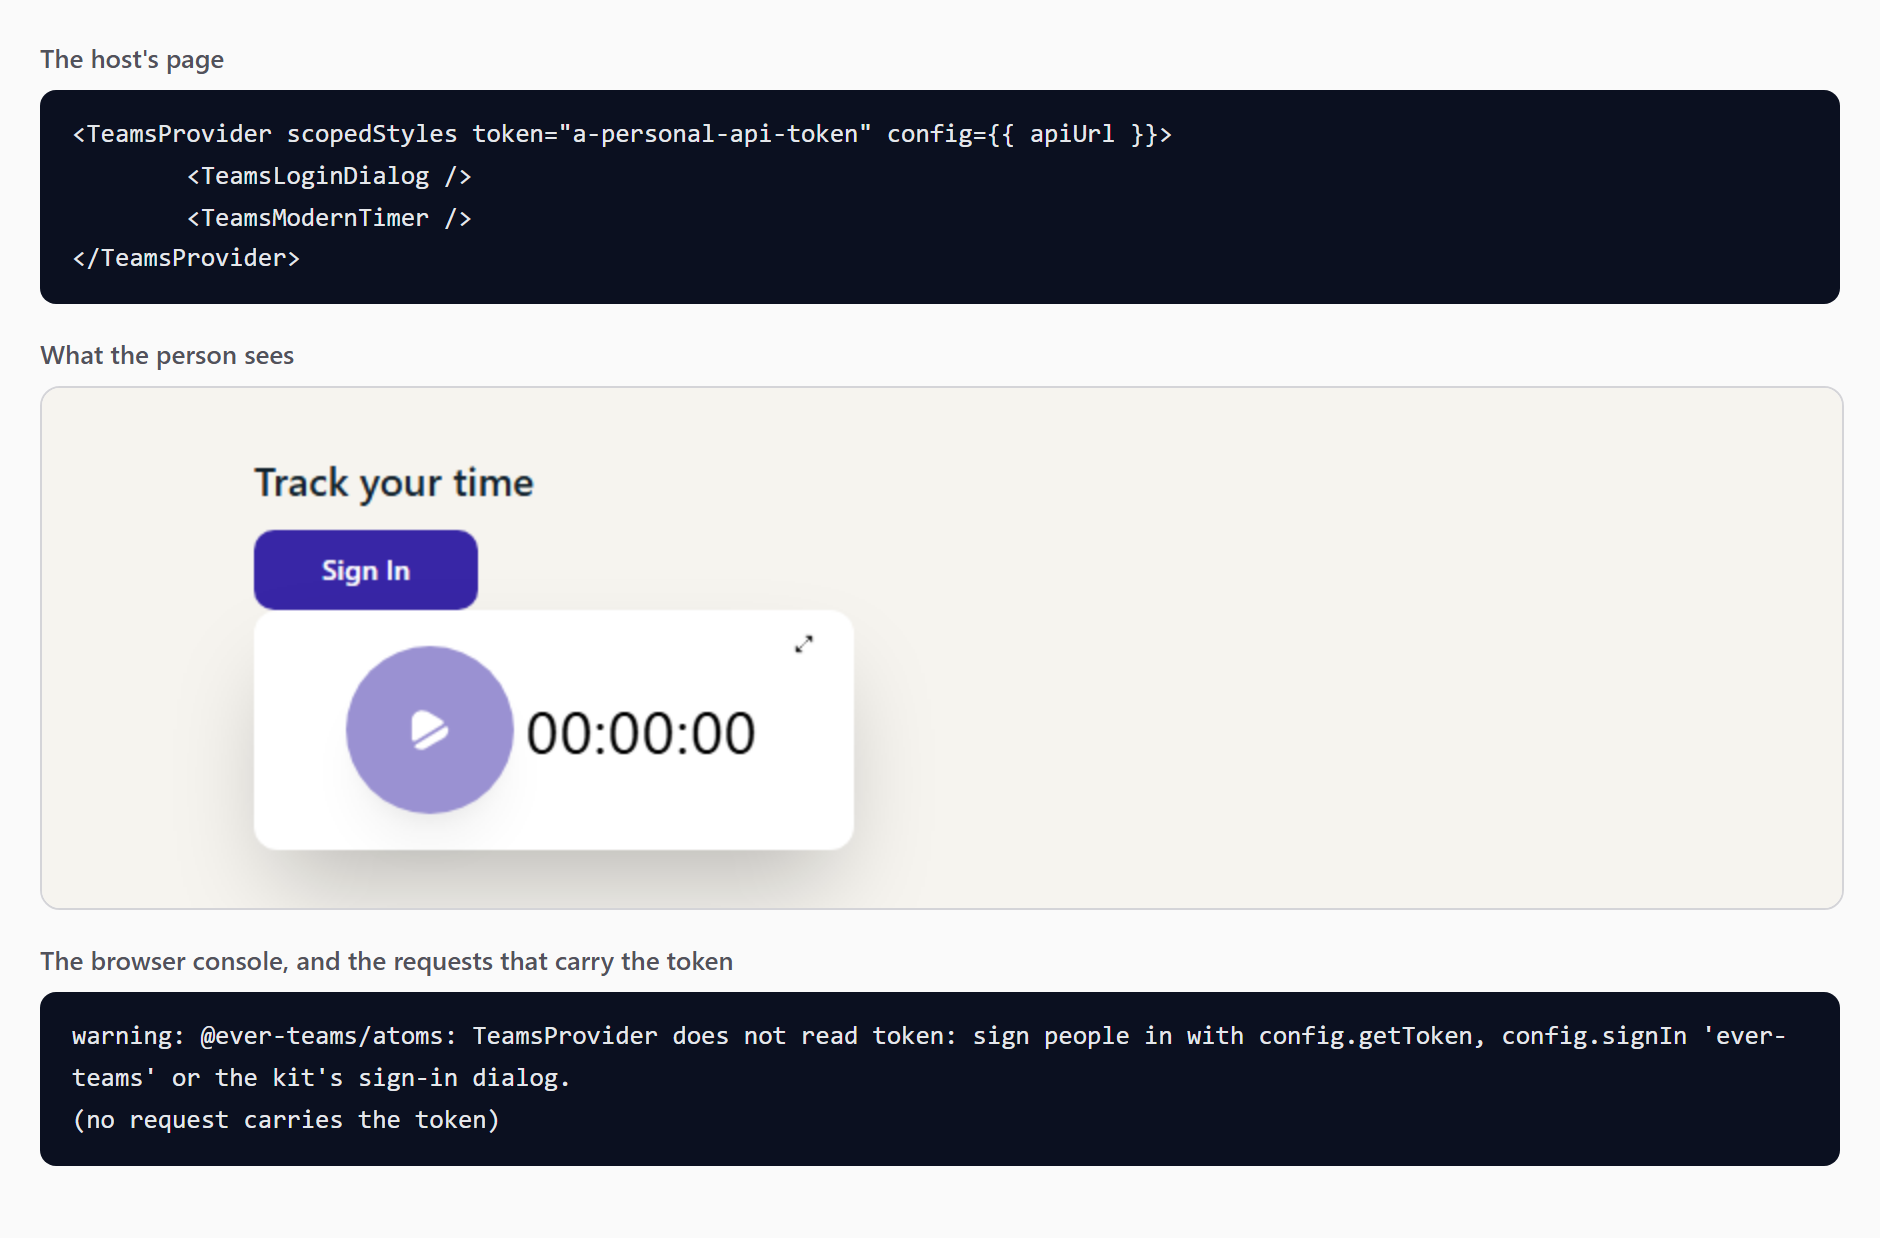 The host's page
<TeamsProvider scopedStyles token="a-personal-api-token" config={{ apiUrl }}>
<TeamsLoginDialog />
<TeamsModernTimer />
</TeamsProvider>
What the person sees
Track your time
Sign In
00:00:00
The browser console, and the requests that carry the token
warning: @ever-teams/atoms: TeamsProvider does not read token: sign people in with config.getToken, config.signIn 'ever-
teams' or the kit's sign-in dialog.
(no request carries the token)